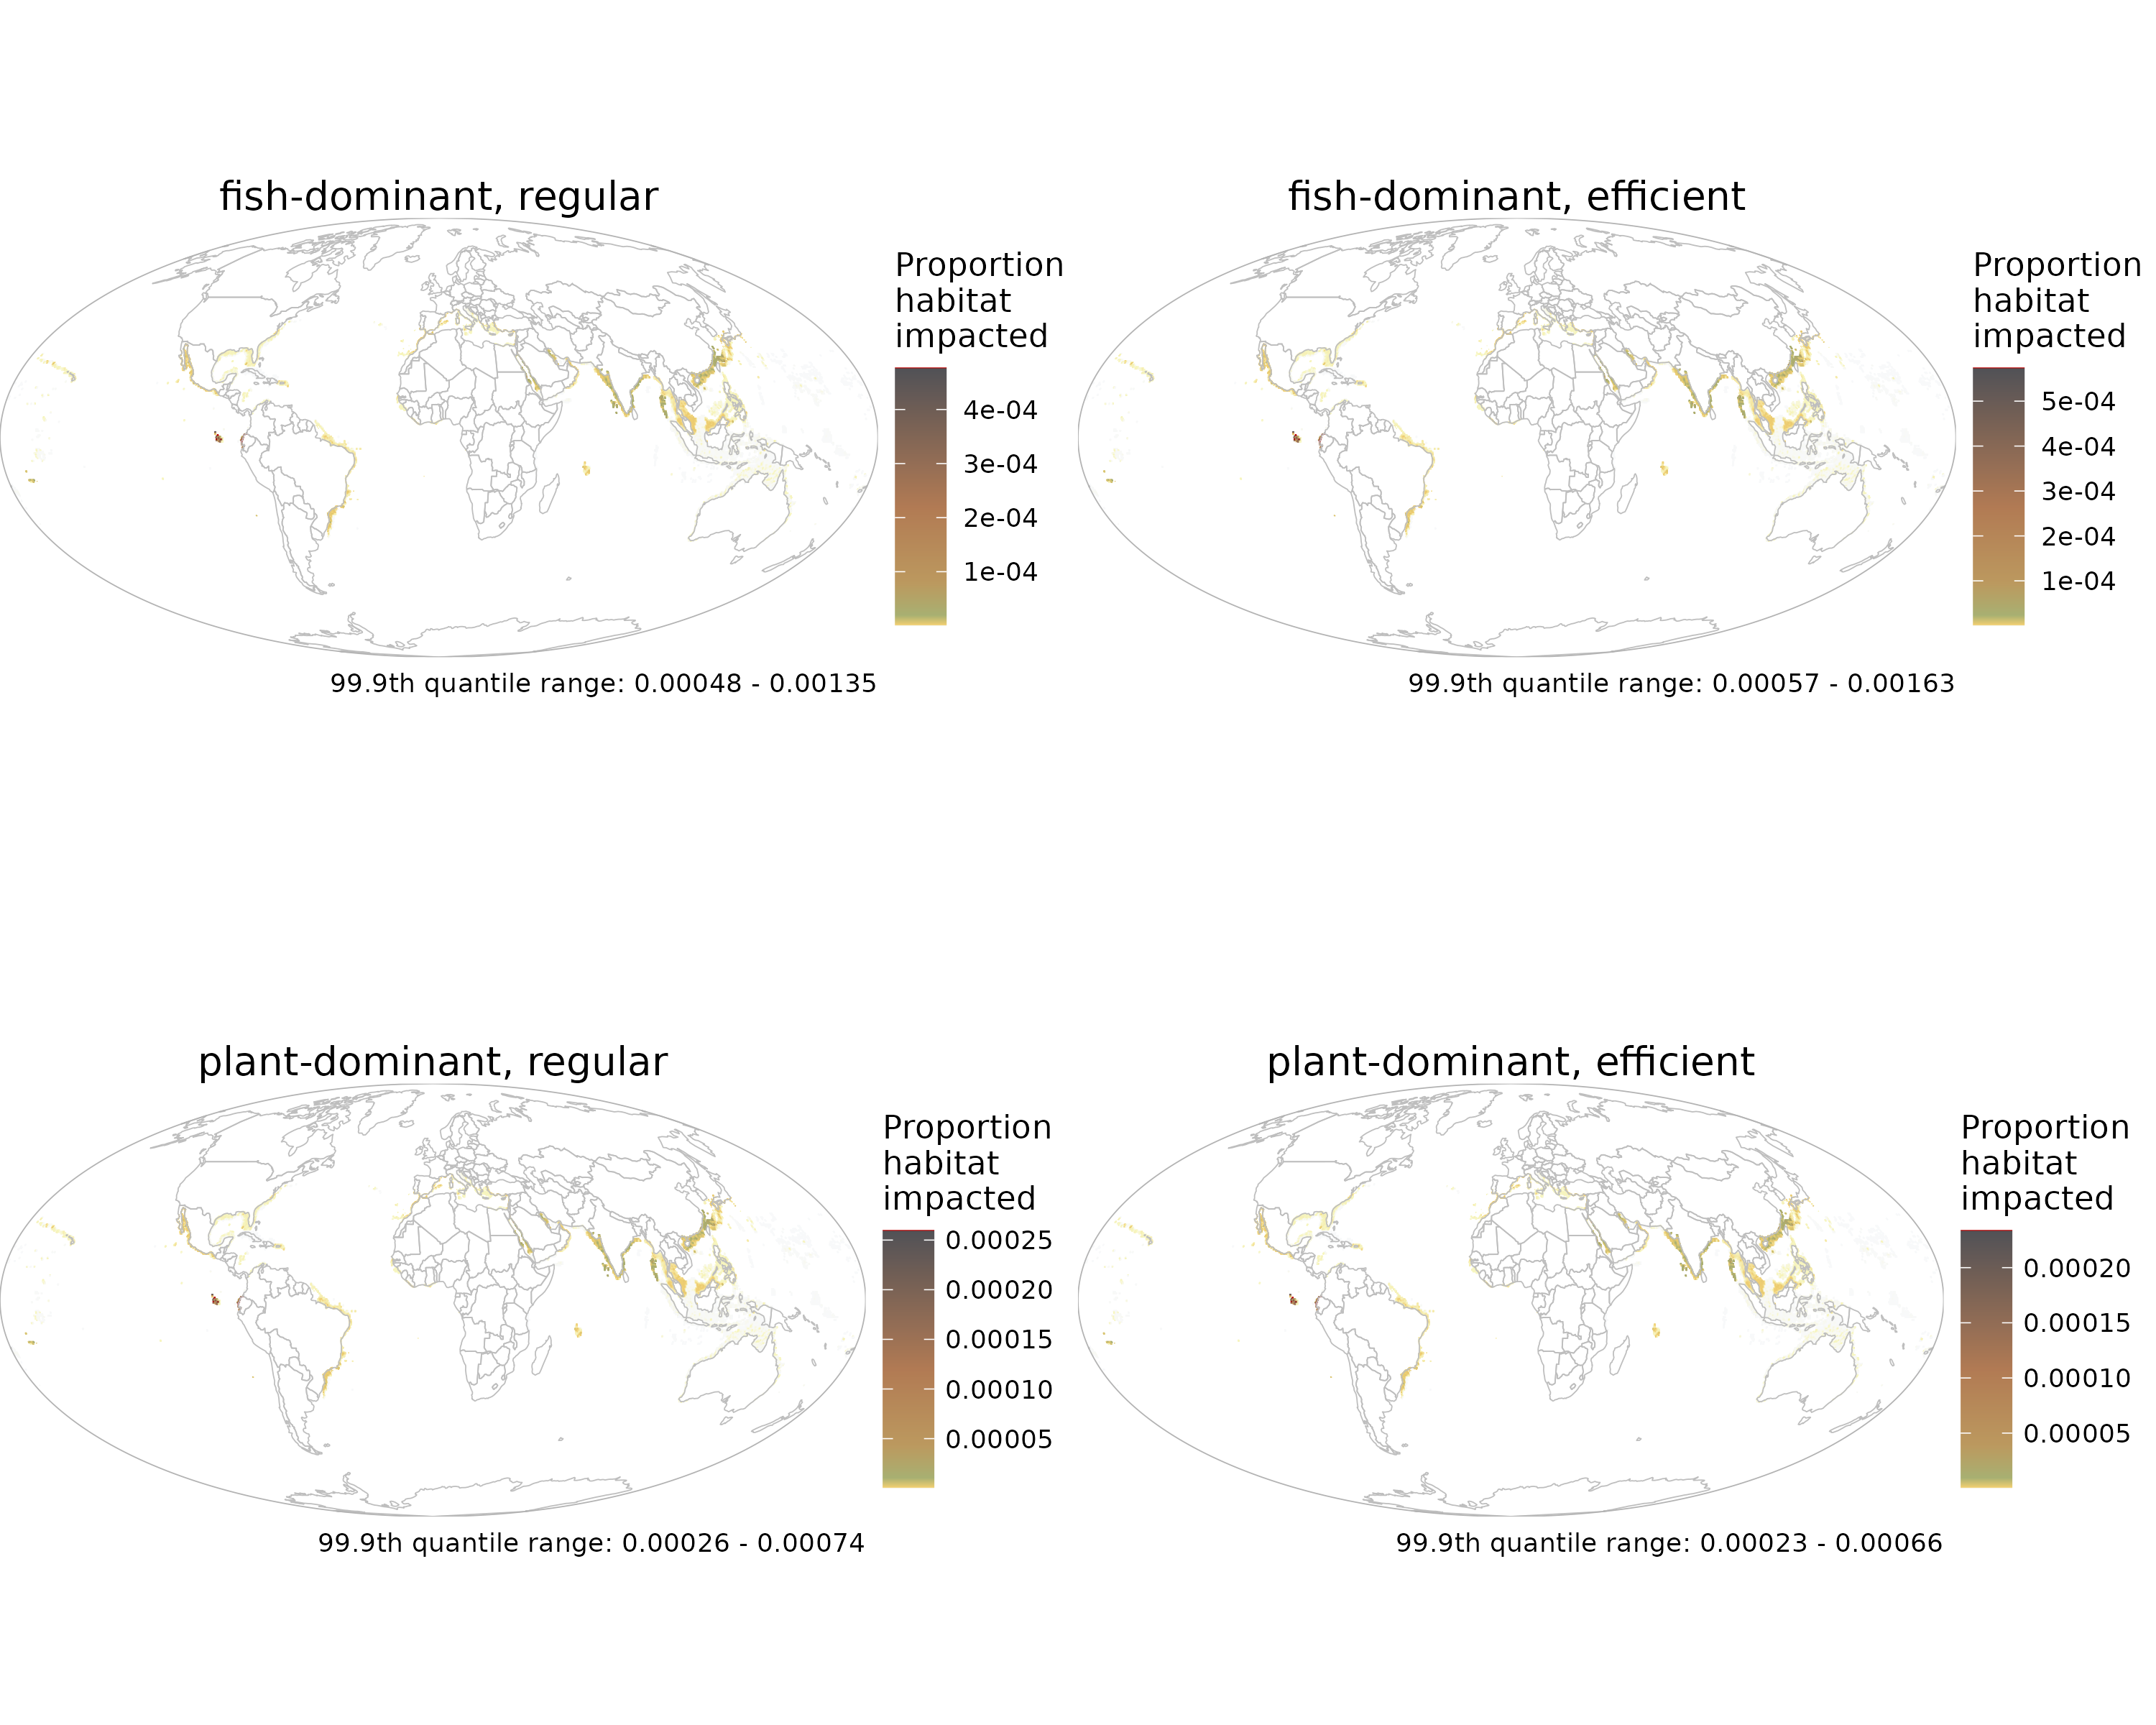 fish-dominant, regular
Proportion
habitat
impacted
4e-04
3e-04
2e-04
1e-04
99.9th quantile range: 0.00048 - 0.00135
fish-dominant, efficient
Proportion
habitat
impacted
5e-04
4e-04
3e-04
2e-04
1e-04
99.9th quantile range: 0.00057 - 0.00163
plant-dominant, regular
Proportion
habitat
impacted
0.00025
0.00020
0.00015
0.00010
0.00005
99.9th quantile range: 0.00026 - 0.00074
plant-dominant, efficient
Proportion
habitat
impacted
0.00020
0.00015
0.00010
0.00005
99.9th quantile range: 0.00023 - 0.00066